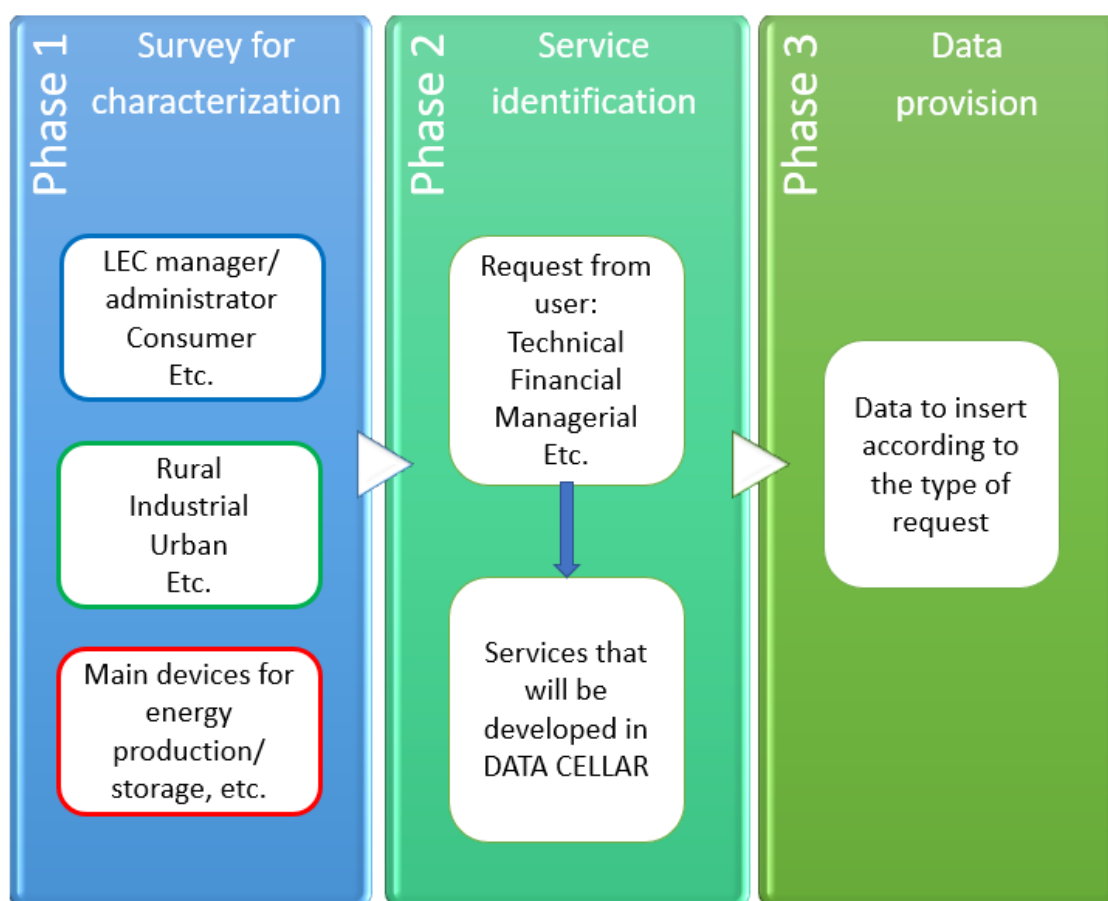 Phase 1
Survey for
characterization
LEC manager/
administrator
Consumer
Etc.
Rural
Industrial
Urban
Etc.
Main devices for
energy
production/
storage, etc.
Phase 2
Service
identification
Request from
user:
Technical
Financial
Managerial
Etc.
Services that
will be
developed in
DATA CELLAR
Phase 3
Data
provision
Data to insert
according to
the type of
request